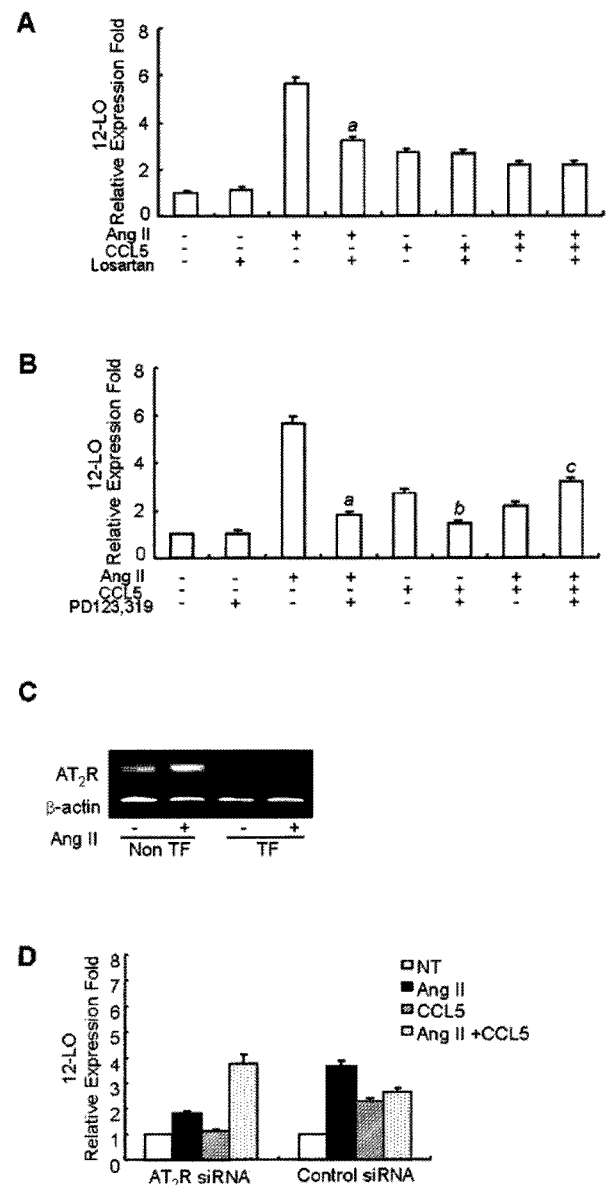 A
12-LO
Relative Expression Fold
8
6
4
2
0
a
Ang II - - + + - - + +
CCL5 - - - - + + + +
Losartan - + - + - + - +
B
12-LO
Relative Expression Fold
8
6
4
2
0
a
b
c
Ang II - - + + - - + +
CCL5 - - - - + + + +
PD123,319 - + - + - + - +
C
AT2R
β-actin
Ang II - + - +
Non TF TF
D
12-LO
Relative Expression Fold
8
7
6
5
4
3
2
1
0
NT
Ang II
CCL5
Ang II +CCL5
AT2R siRNA Control siRNA